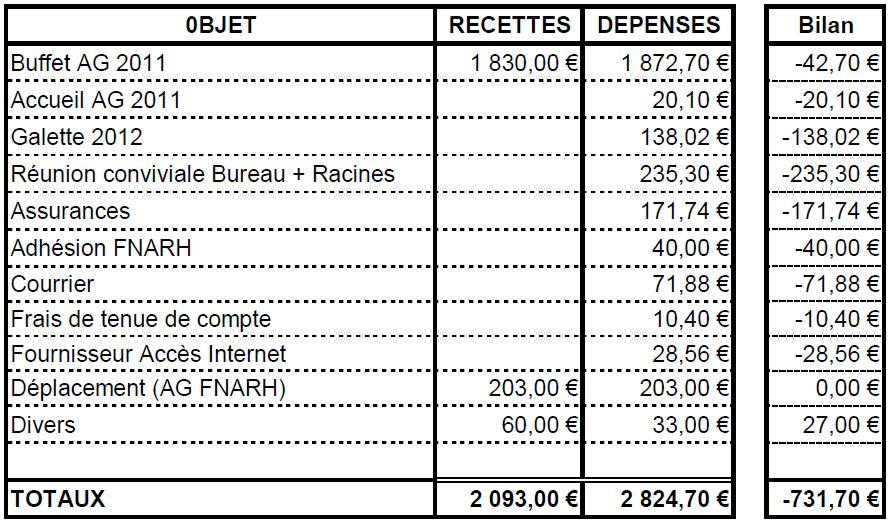 0BJET RECETTES DEPENSES Bilan
Buffet AG 2011 1 830,00 € 1 872,70 € -42,70 €
Accueil AG 2011 20,10 € -20,10 €
Galette 2012 138,02 € -138,02 €
Réunion conviviale Bureau + Racines 235,30 € -235,30 €
Assurances 171,74 € -171,74 €
Adhésion FNARH 40,00 € -40,00 €
Courrier 71,88 € -71,88 €
Frais de tenue de compte 10,40 € -10,40 €
Fournisseur Accès Internet 28,56 € -28,56 €
Déplacement (AG FNARH) 203,00 € 203,00 € 0,00 €
Divers 60,00 € 33,00 € 27,00 €
TOTAUX 2 093,00 € 2 824,70 € -731,70 €